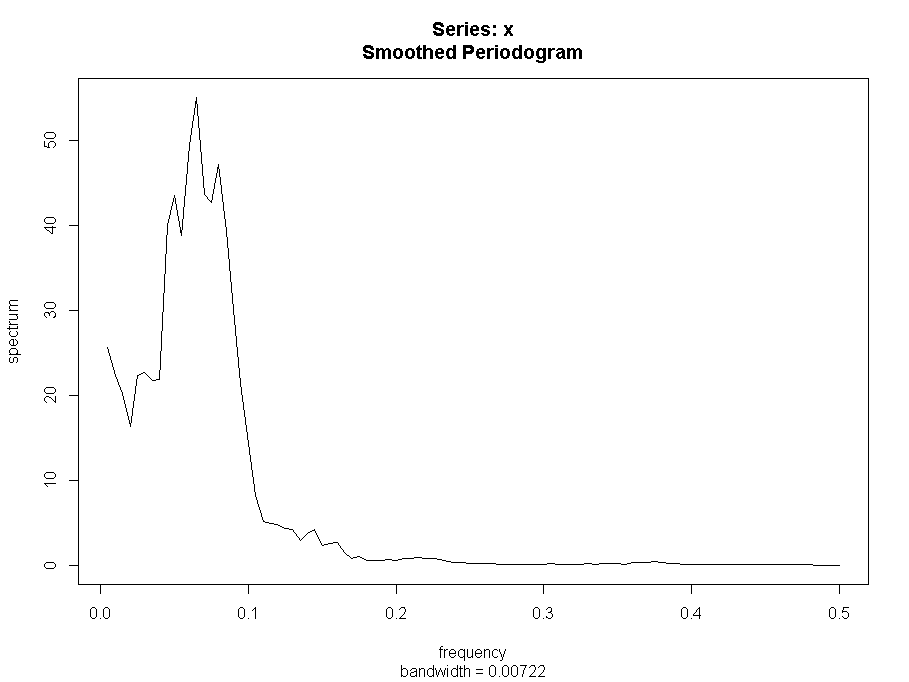 Series: x
Smoothed Periodogram
spectrum
50
40
30
20
10
0
0.0 0.1 0.2 0.3 0.4 0.5
frequency
bandwidth = 0.00722